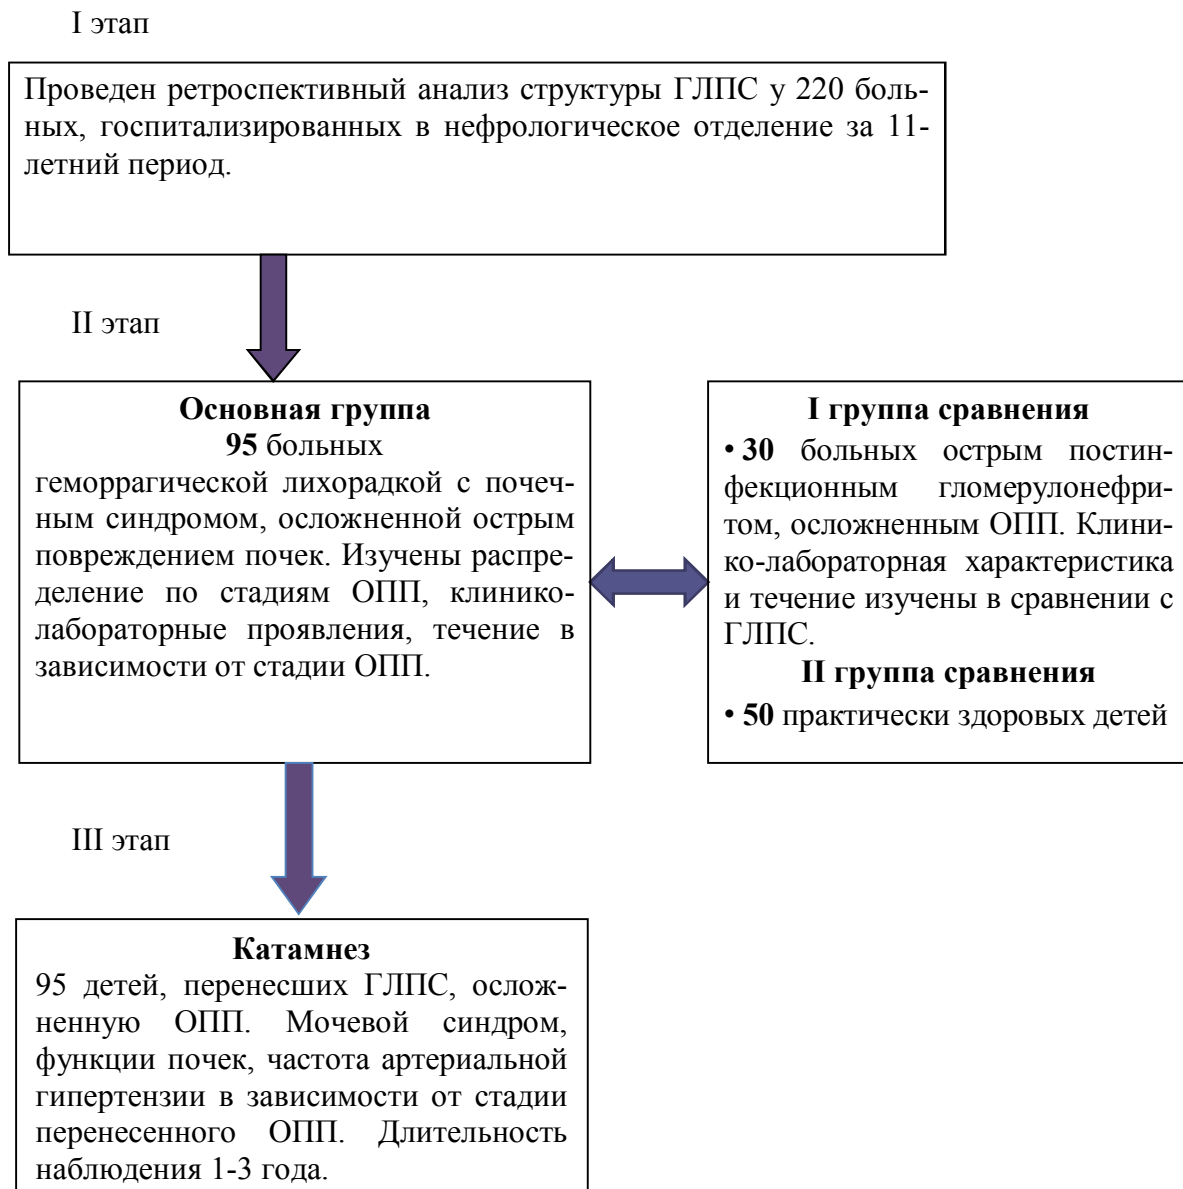 I этап
Проведен ретроспективный анализ структуры ГЛПС у 220 боль-
ных, госпитализированных в нефрологическое отделение за 11-
летний период.
II этап
Основная группа
95 больных
геморрагической лихорадкой с почеч-
ным синдромом, осложненной острым
повреждением почек. Изучены распре-
деление по стадиям ОПП, клинико-
лабораторные проявления, течение в
зависимости от стадии ОПП.
I группа сравнения
• 30 больных острым постин-
фекционным гломерулонефри-
том, осложненным ОПП. Клини-
ко-лабораторная характеристика
и течение изучены в сравнении с
ГЛПС.
II группа сравнения
• 50 практически здоровых детей
III этап
Катамнез
95 детей, перенесших ГЛПС, ослож-
ненную ОПП. Мочевой синдром,
функции почек, частота артериальной
гипертензии в зависимости от стадии
перенесенного ОПП. Длительность
наблюдения 1-3 года.